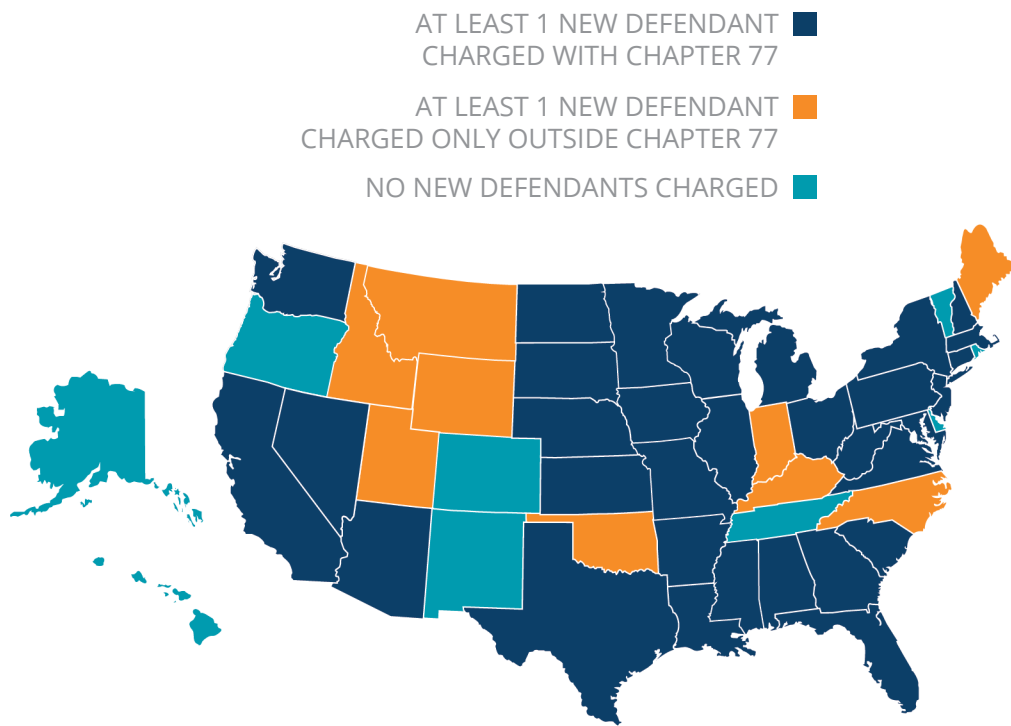 AT LEAST 1 NEW DEFENDANT
CHARGED WITH CHAPTER 77
AT LEAST 1 NEW DEFENDANT
CHARGED ONLY OUTSIDE CHAPTER 77
NO NEW DEFENDANTS CHARGED